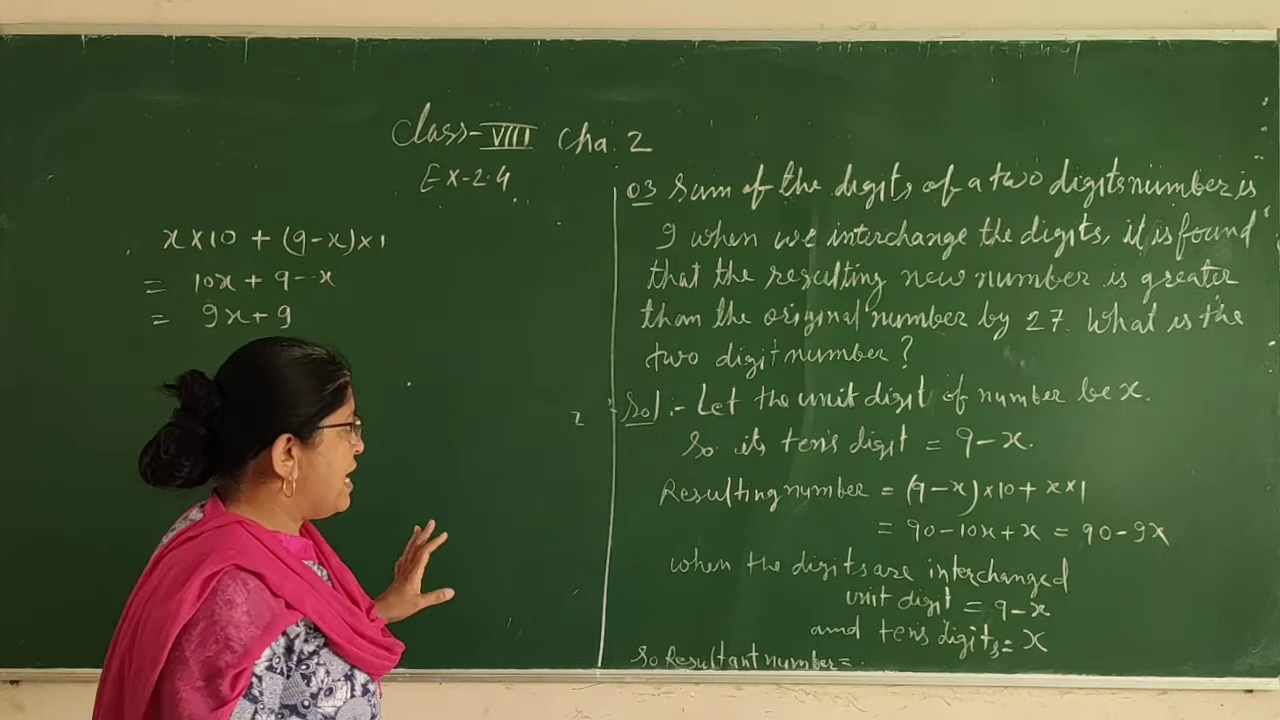 Class-VIII Cha. 2
Ex-2.4
x×10 + (9-x)×1
= 10x + 9-x
= 9x+9
Q3 Sum of the digits of a two digits number is
9 when we interchange the digits, it is found
that the resulting new number is greater
than the original number by 27. What is the
two digit number?
Sol:- Let the unit digit of number be x.
So its ten's digit = 9-x.
Resulting number = (9-x)×10+ x×1
= 90-10x+x = 90-9x
when the digits are interchanged
unit digit = 9-x
and ten's digits = x
So Resultant number =